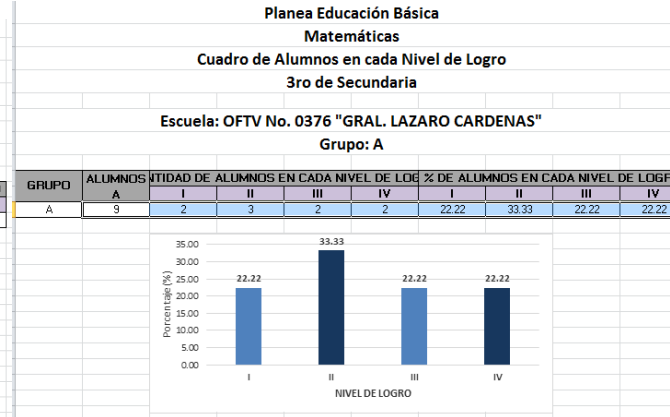 Planea Educación Básica
Matemáticas
Cuadro de Alumnos en cada Nivel de Logro
3ro de Secundaria
Escuela: OFTV No. 0376 "GRAL. LAZARO CARDENAS"
Grupo: A
GRUPO ALUMNOS NTIDAD DE ALUMNOS EN CADA NIVEL DE LOG % DE ALUMNOS EN CADA NIVEL DE LOGR
A I II III IV I II III IV
A 9 2 3 2 2 22.22 33.33 22.22 22.22
35.00
30.00
25.00
20.00
15.00
10.00
5.00
0.00
Porcentaje (%)
22.22 33.33 22.22 22.22
I II III IV
NIVEL DE LOGRO